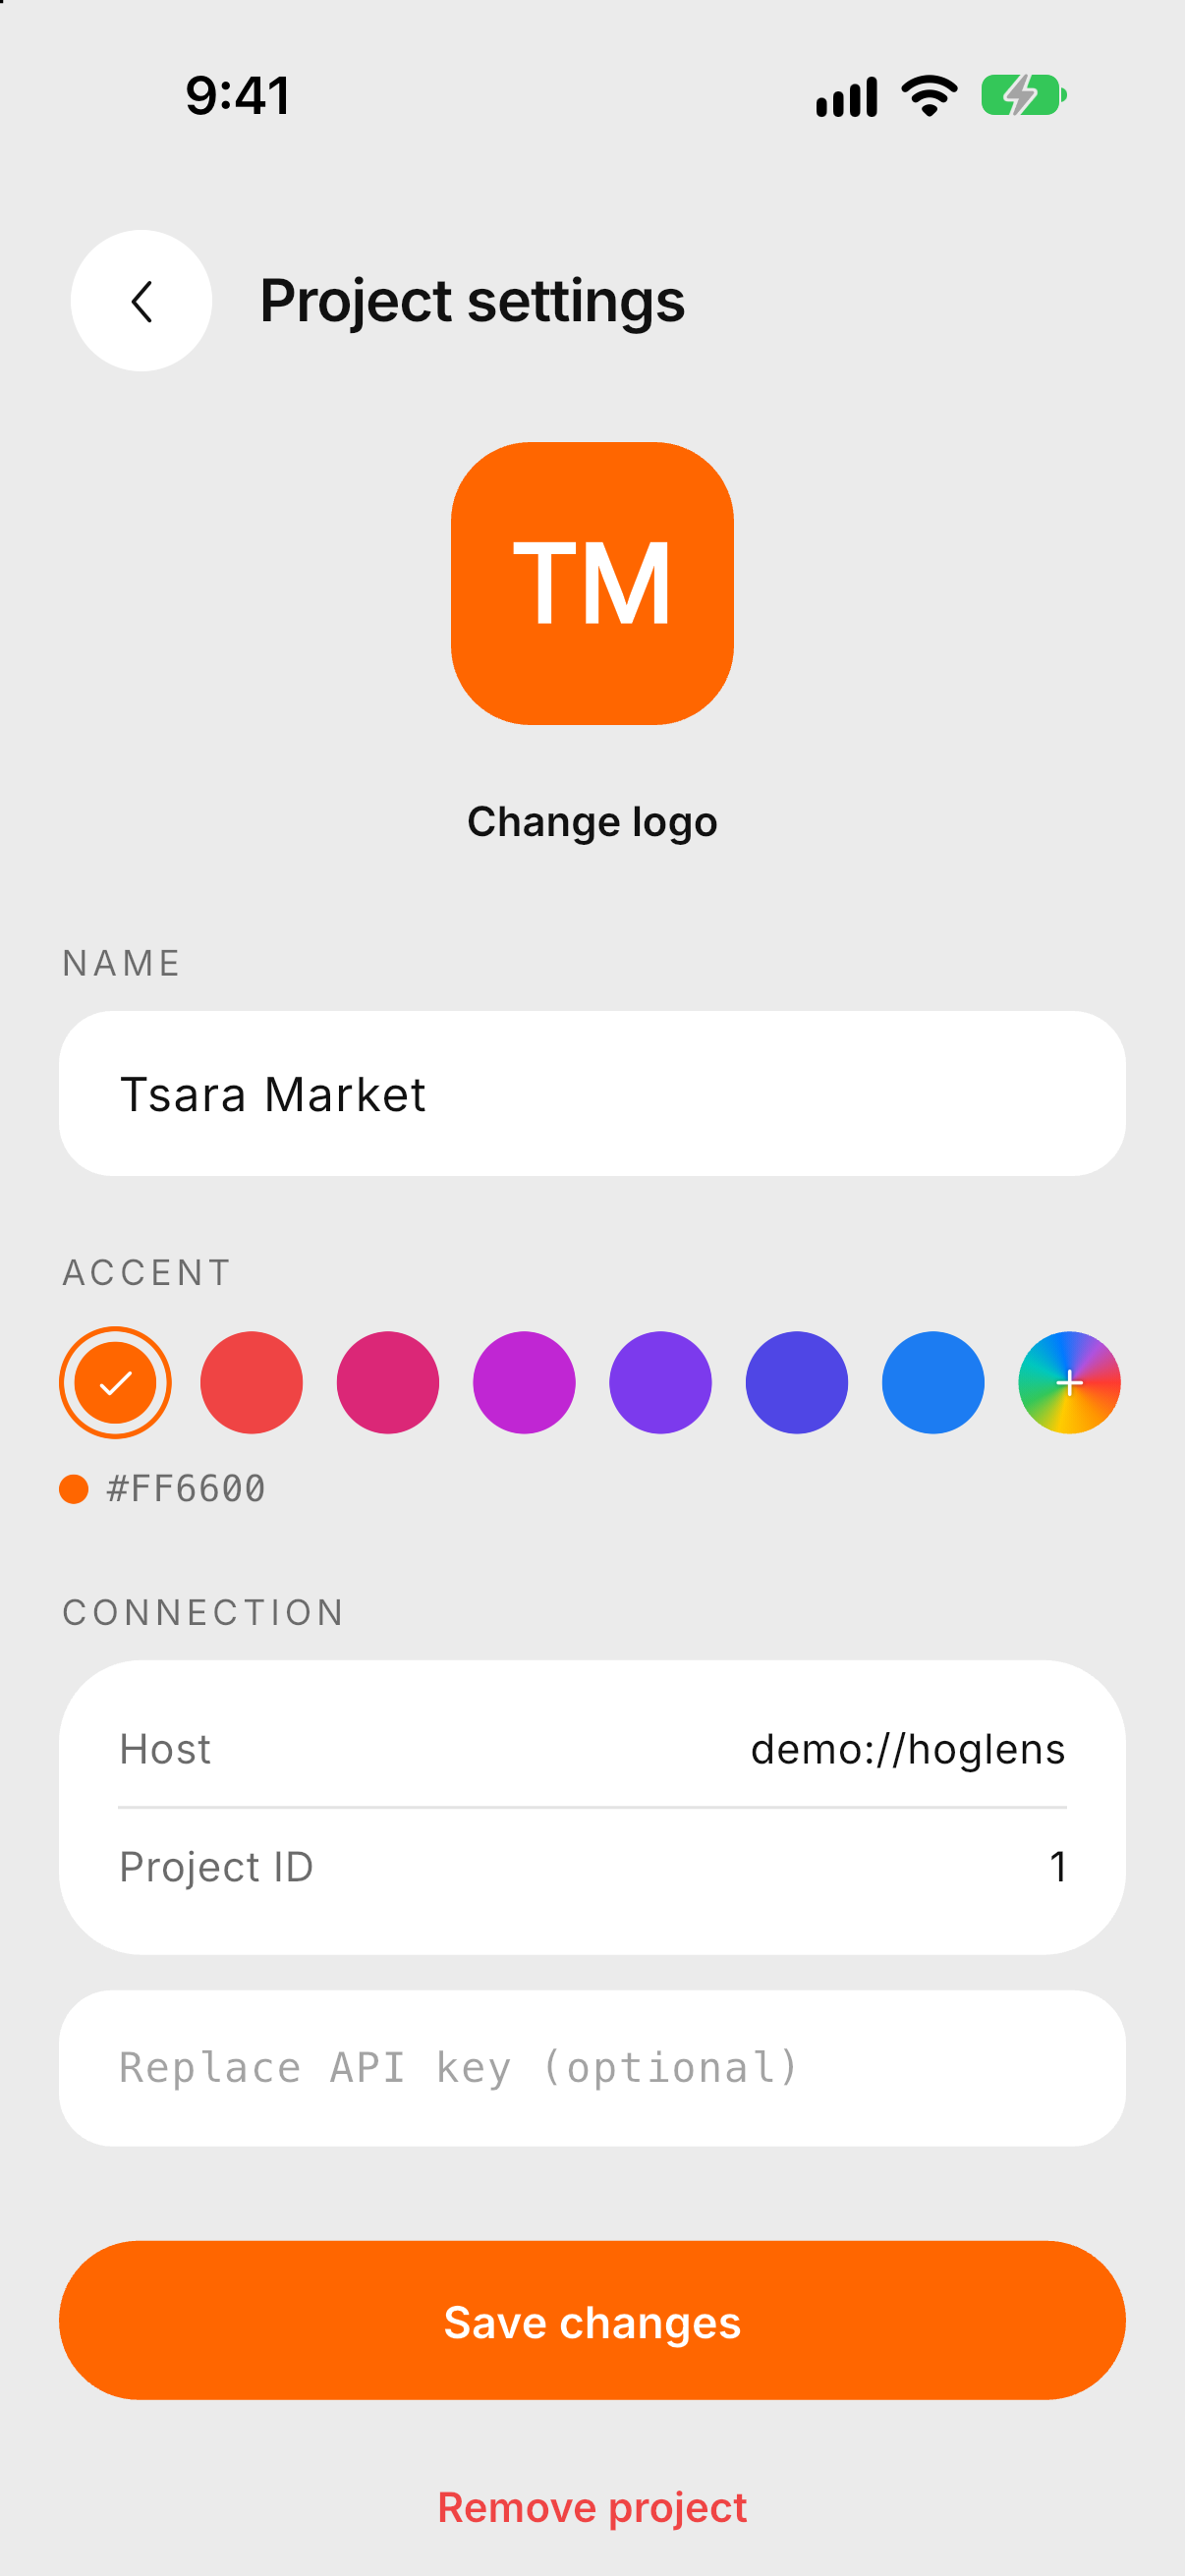 9:41
Project settings
TM
Change logo
NAME
Tsara Market
ACCENT
#FF6600
CONNECTION
Host demo://hoglens
Project ID 1
Replace API key (optional)
Save changes
Remove project